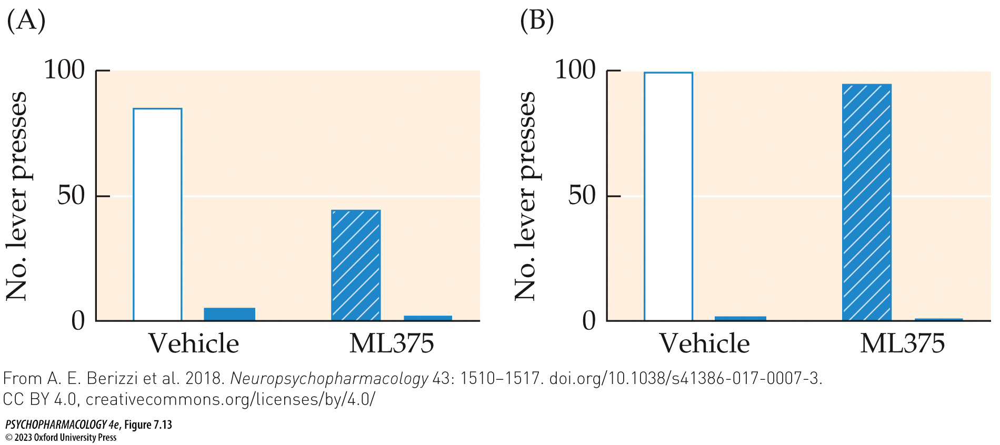 (A)
No. lever presses
100
50
0
Vehicle ML375
(B)
No. lever presses
100
50
0
Vehicle ML375
From A. E. Berizzi et al. 2018. Neuropsychopharmacology 43: 1510–1517. doi.org/10.1038/s41386-017-0007-3.
CC BY 4.0, creativecommons.org/licenses/by/4.0/
PSYCHOPHARMACOLOGY 4e, Figure 7.13
© 2023 Oxford University Press